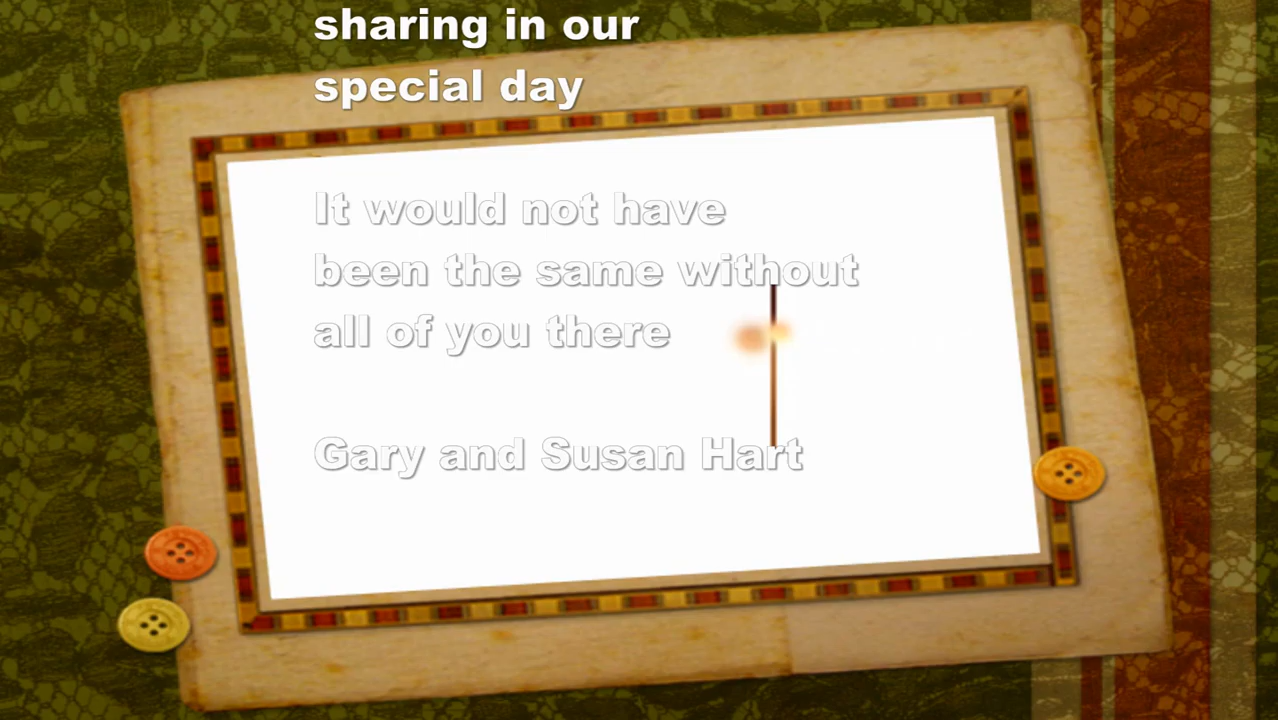 sharing in our
special day
It would not have
been the same without
all of you there
Gary and Susan Hart